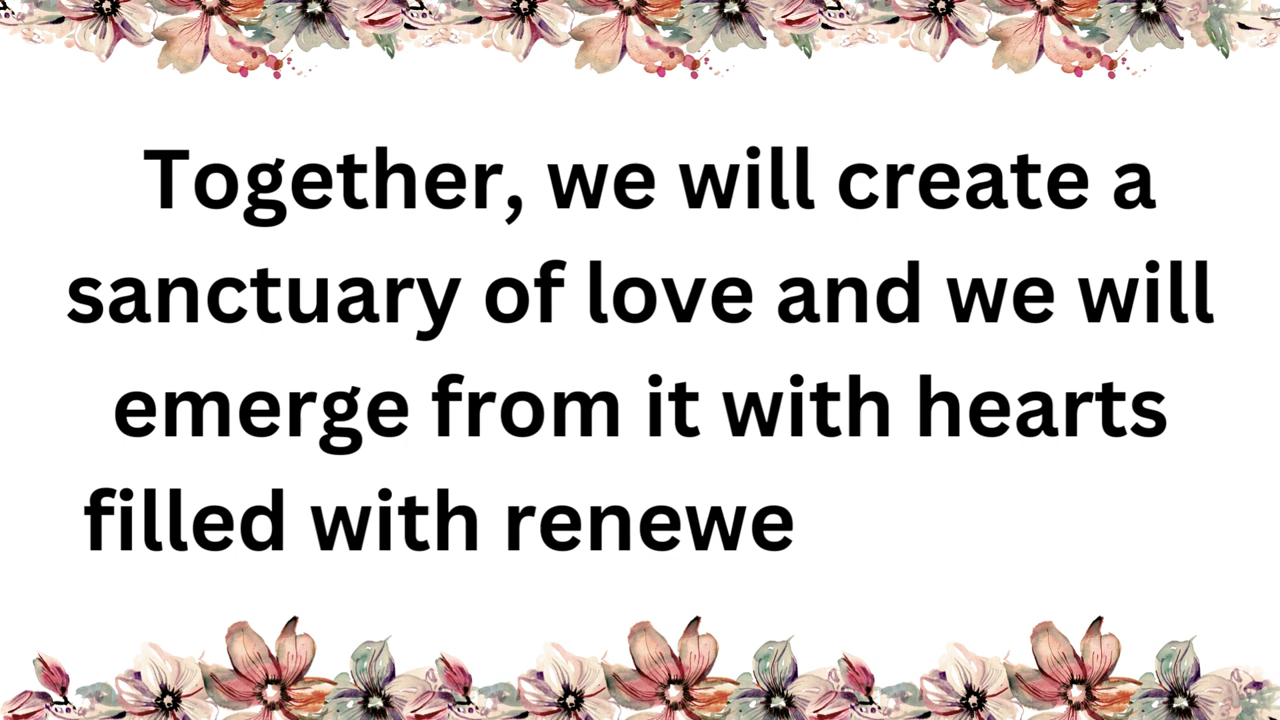 Together, we will create a
sanctuary of love and we will
emerge from it with hearts
filled with renewe